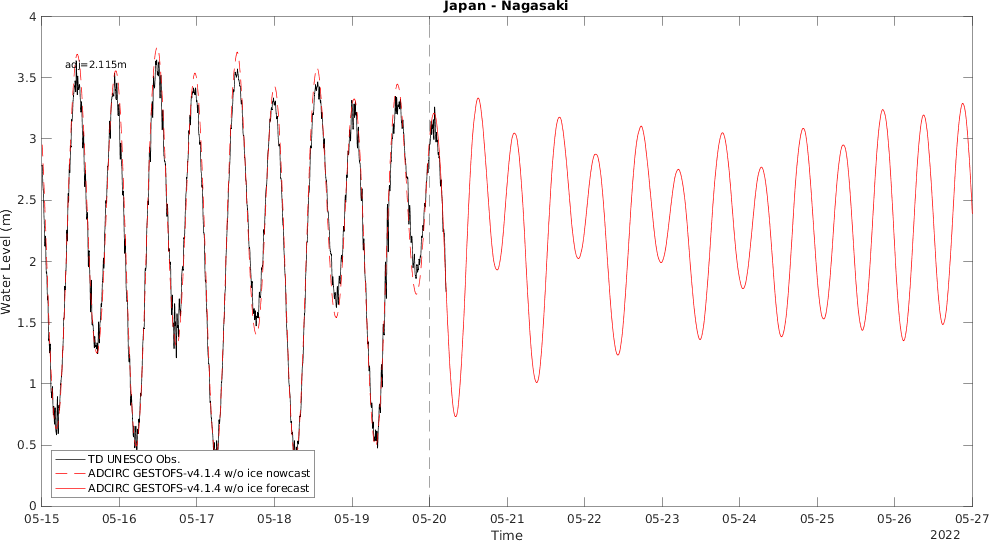 Japan - Nagasaki
4
3.5
3
2.5
2
1.5
1
0.5
0
Water Level (m)
adj=2.115m
TD UNESCO Obs.
ADCIRC GESTOFS-v4.1.4 w/o ice nowcast
ADCIRC GESTOFS-v4.1.4 w/o ice forecast
05-15 05-16 05-17 05-18 05-19 05-20 05-21 05-22 05-23 05-24 05-25 05-26 05-27
Time
2022